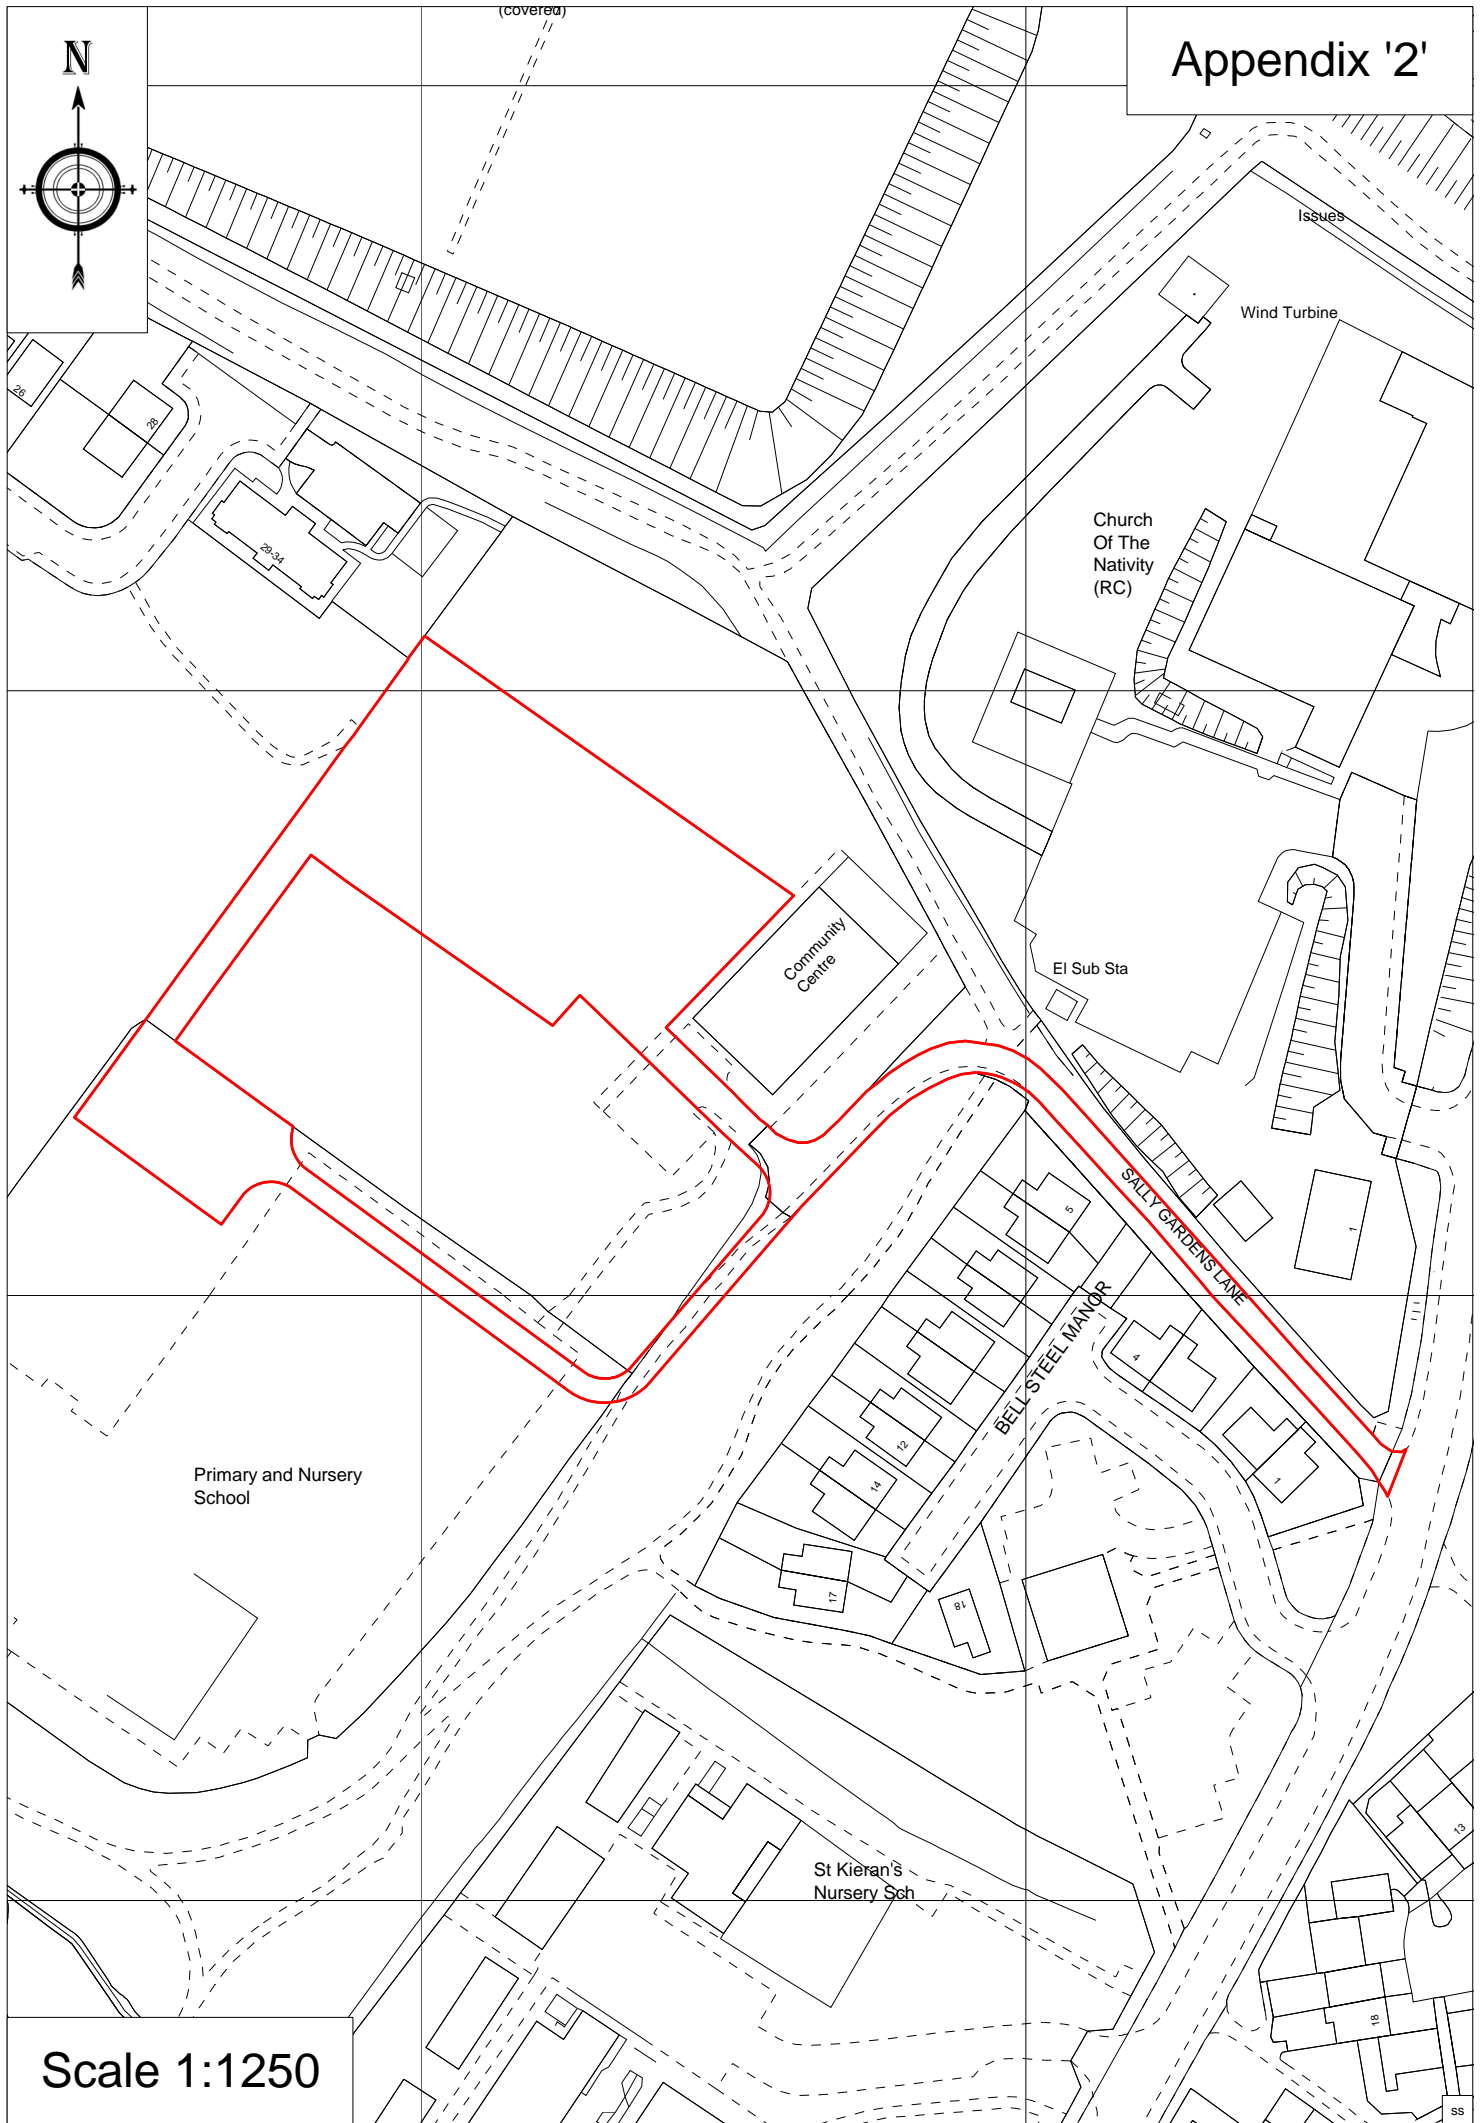 (covered)
N
Appendix '2'
Issues
Wind Turbine
26
28
29-34
Church
Of The
Nativity
(RC)
Community
Centre
El Sub Sta
SALLY GARDENS LANE
5
1
BELL STEEL MANOR
4
12
14
1
17
18
Primary and Nursery
School
St Kieran's
Nursery Sch
13
18
Scale 1:1250
ss